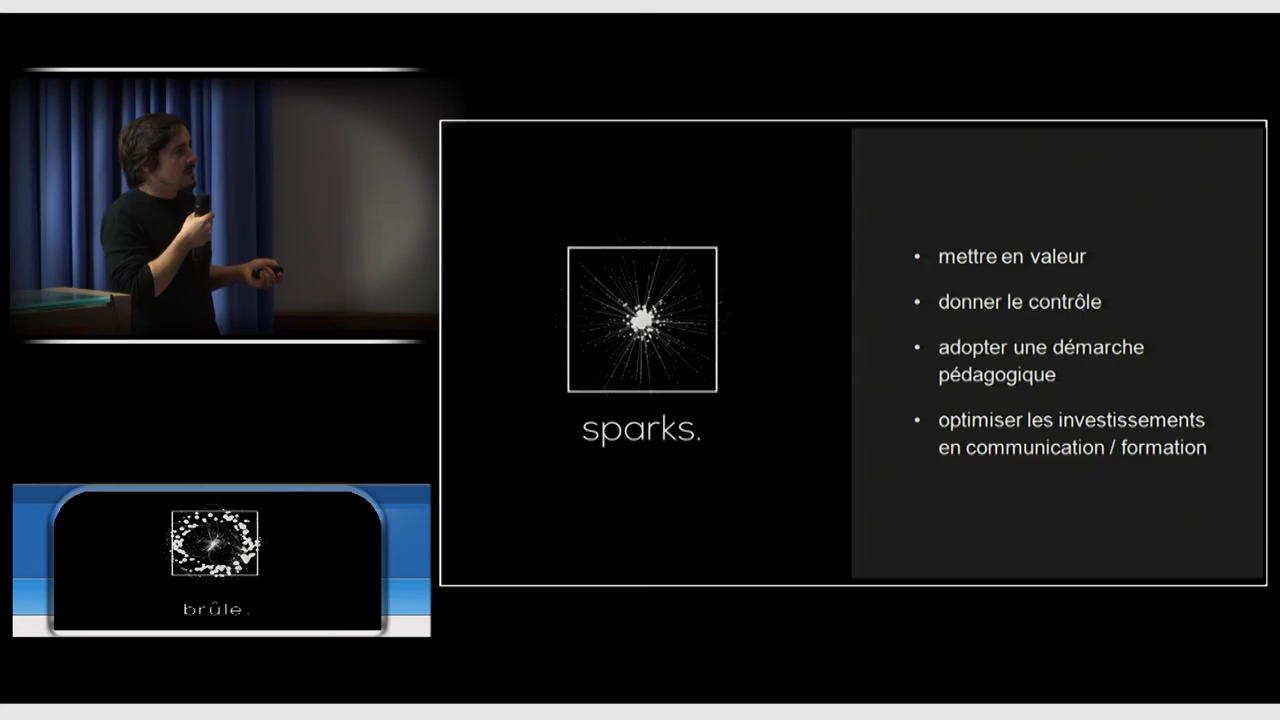 sparks.
• mettre en valeur
• donner le contrôle
• adopter une démarche
pédagogique
• optimiser les investissements
en communication / formation
brûle.